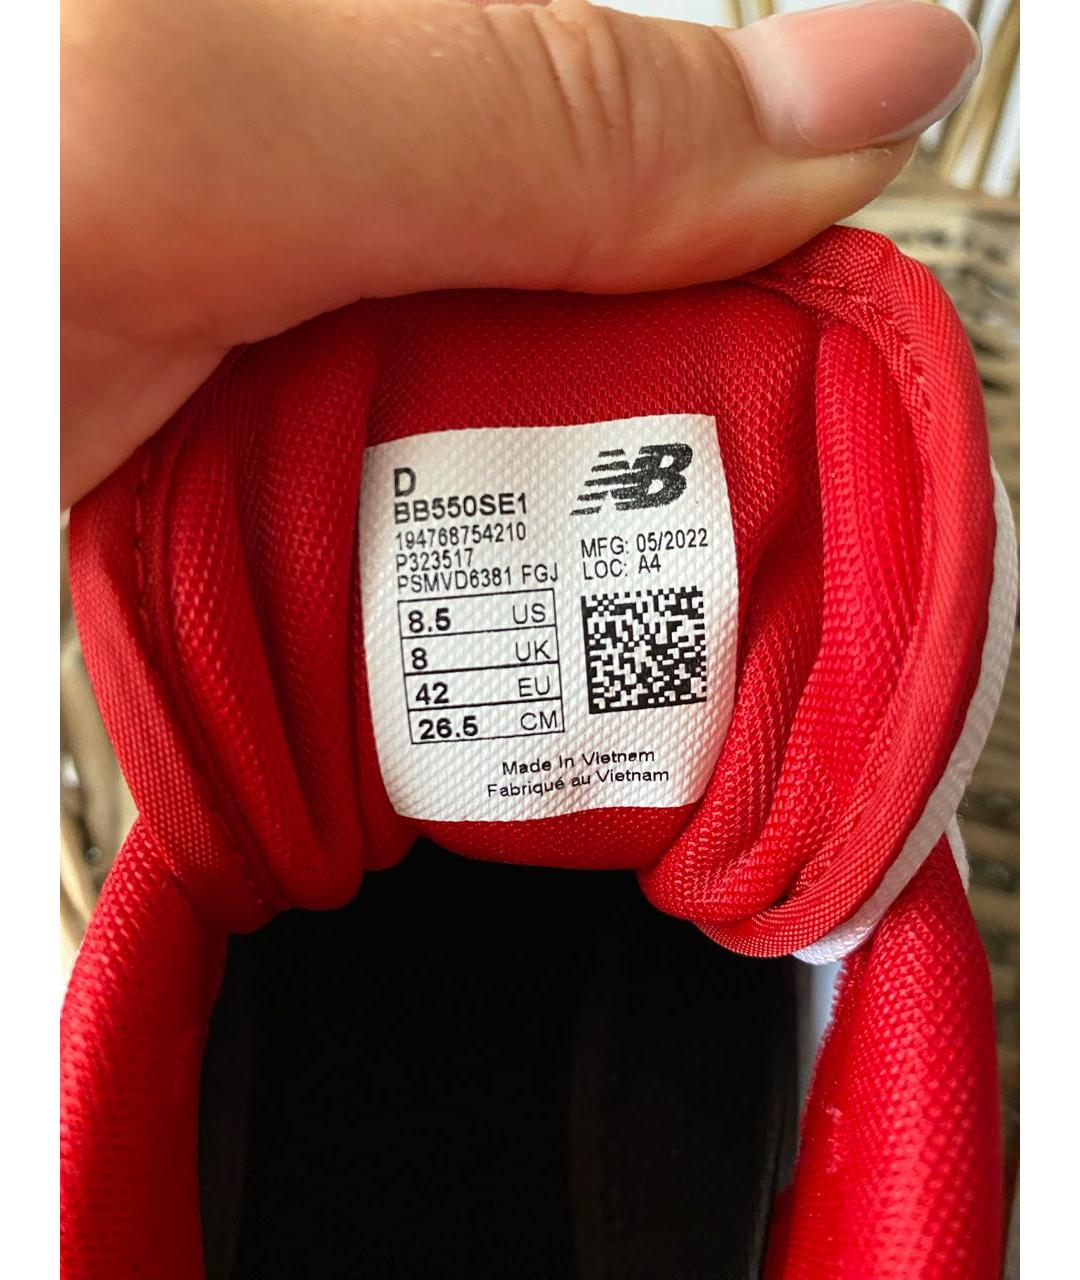 D
BB550SE1
194768754210
P323517
PSMVD6381 FGJ
8.5 US
8 UK
42 EU
26.5 CM
NB
MFG: 05/2022
LOC: A4
Made In Vietnam
Fabriqué au Vietnam